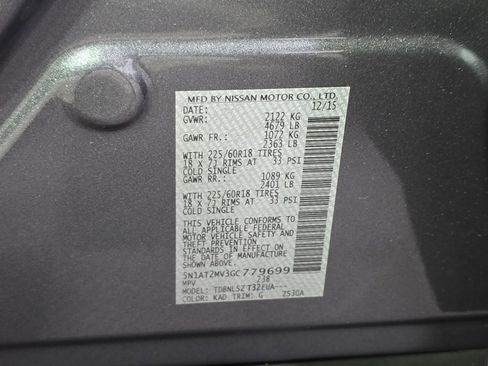 MFD BY NISSAN MOTOR CO., LTD.
DATE: 12/15
GVWR: 2122 KG
4679 LB
GAWR FR.: 1072 KG
2363 LB
WITH 225/60R18 TIRES
18 X 7J RIMS AT 33 PSI
COLD SINGLE
GAWR RR.: 1089 KG
2401 LB
WITH 225/60R18 TIRES
18 X 7J RIMS AT 33 PSI
COLD SINGLE
THIS VEHICLE CONFORMS TO
ALL APPLICABLE FEDERAL
MOTOR VEHICLE SAFETY
AND THEFT PREVENTION
STANDARDS IN EFFECT ON
THE DATE OF MANUFACTURE
SHOWN ABOVE.
5N1AT2MV3GC779699
MPV 238
MODEL: TDBNLSZ T32EUA---
COLOR: KAD TRIM: G 2530A